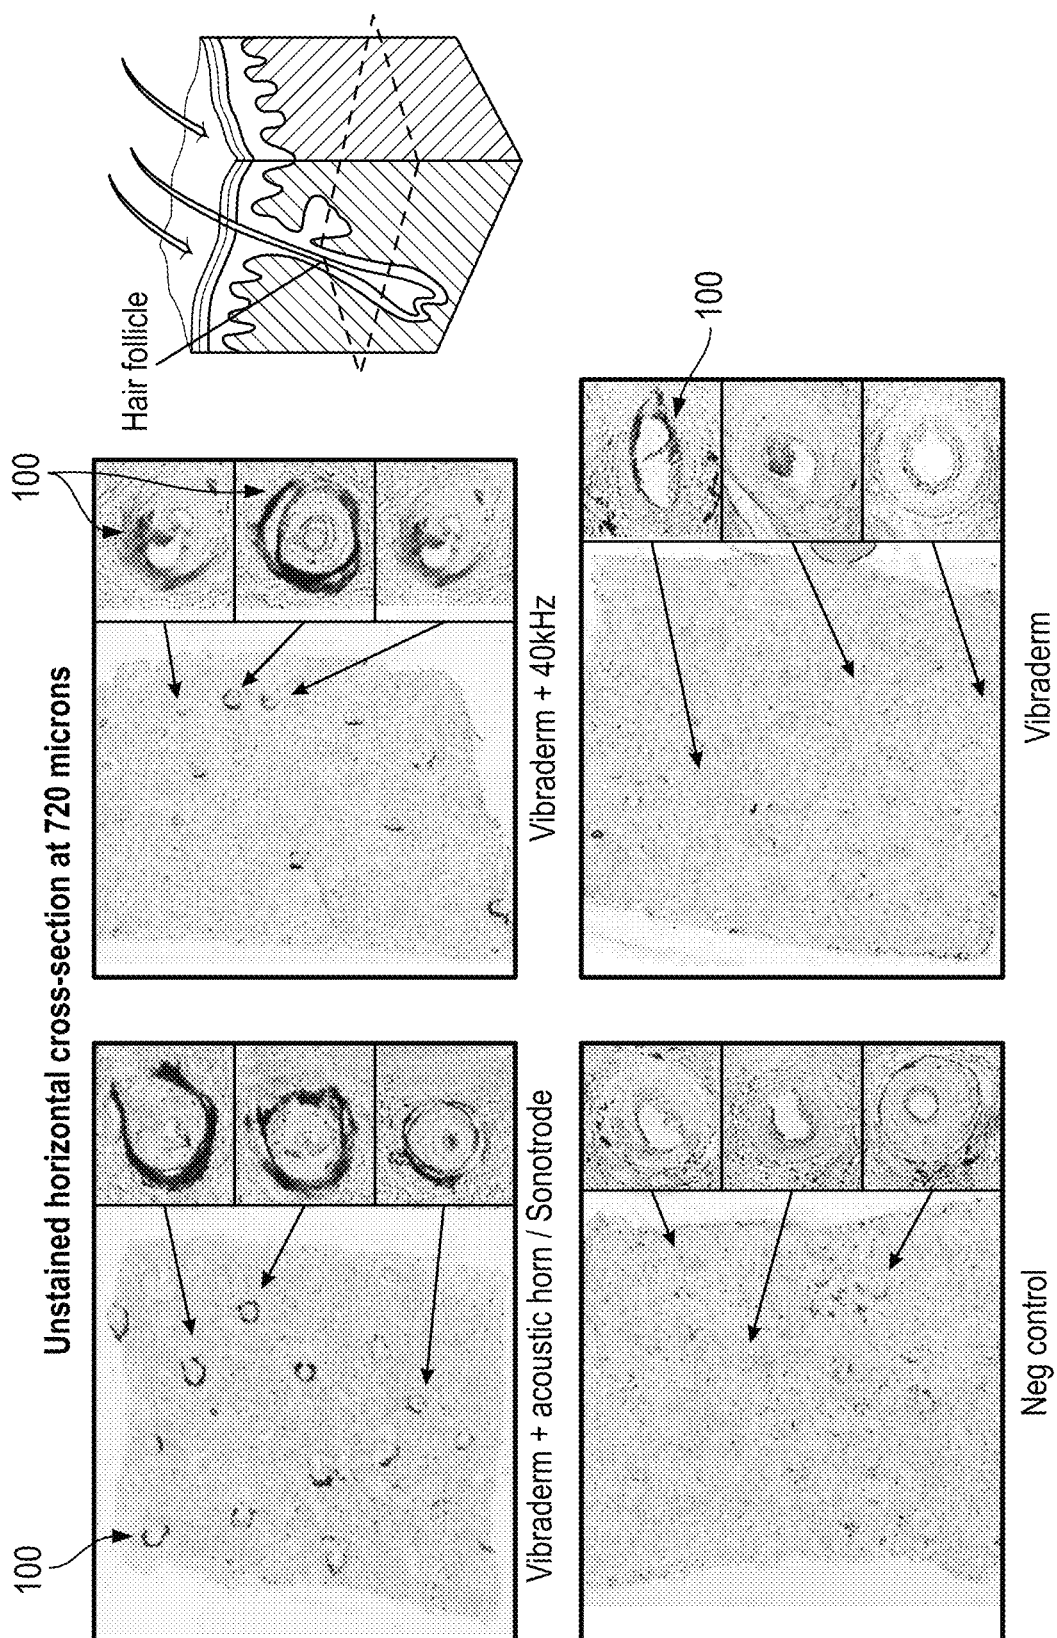 Unstained horizontal cross-section at 720 microns
100
100
Hair follicle
Vibraderm + acoustic horn / Sonotrode
Vibraderm + 40kHz
100
Neg control
Vibraderm